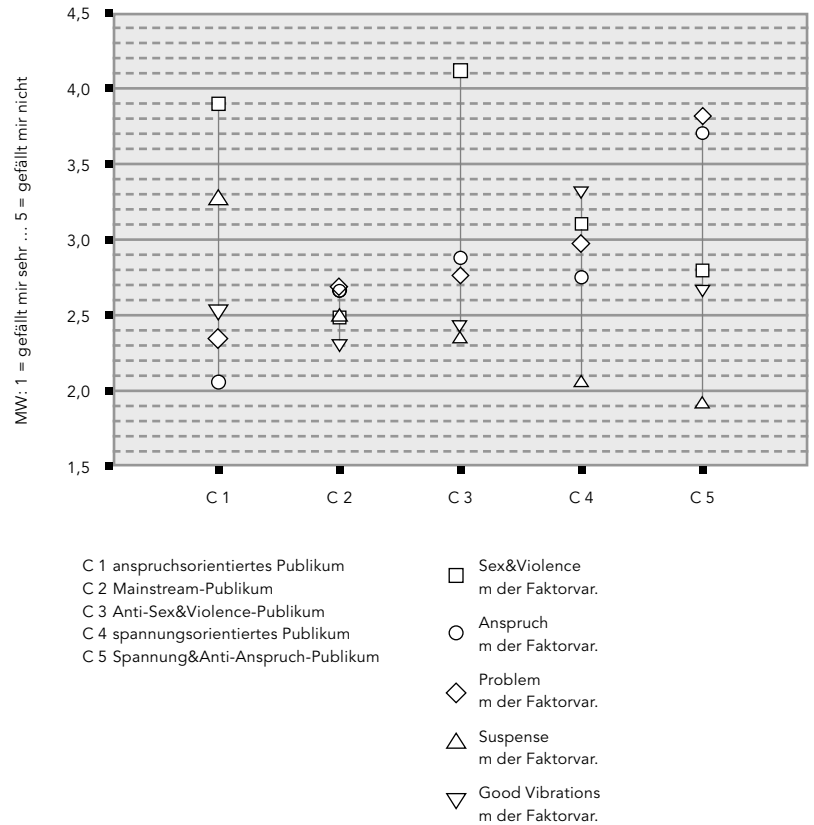 MW: 1 = gefällt mir sehr ... 5 = gefällt mir nicht
4,5
4,0
3,5
3,0
2,5
2,0
1,5
C 1
C 2
C 3
C 4
C 5
C 1 anspruchsorientiertes Publikum
C 2 Mainstream-Publikum
C 3 Anti-Sex&Violence-Publikum
C 4 spannungsorientiertes Publikum
C 5 Spannung&Anti-Anspruch-Publikum
Sex&Violence
m der Faktorvar.
Anspruch
m der Faktorvar.
Problem
m der Faktorvar.
Suspense
m der Faktorvar.
Good Vibrations
m der Faktorvar.